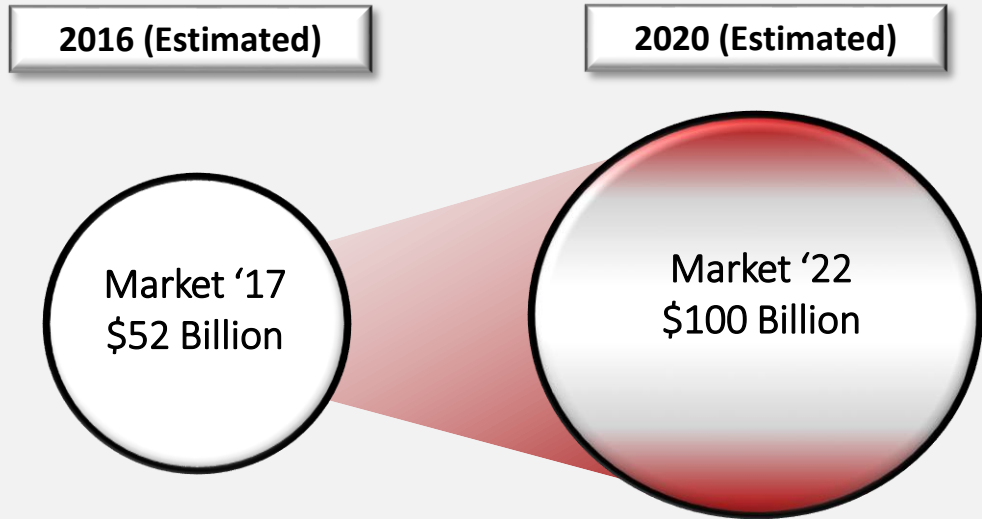 2016 (Estimated)
2020 (Estimated)
Market ‘17
$52 Billion
Market ‘22
$100 Billion